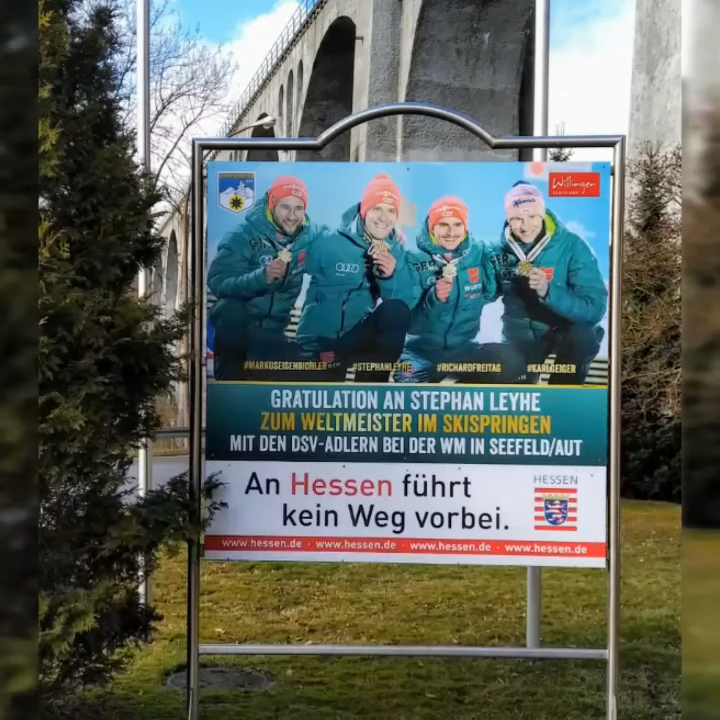 Willingen
#MARKUSEISENBICHLER
#STEPHANLEYHE
#RICHARDFREITAG
#KARLGEIGER
GRATULATION AN STEPHAN LEYHE
ZUM WELTMEISTER IM SKISPRINGEN
MIT DEN DSV-ADLERN BEI DER WM IN SEEFELD/AUT
An Hessen führt
kein Weg vorbei.
HESSEN
www.hessen.de · www.hessen.de · www.hessen.de · www.hessen.de